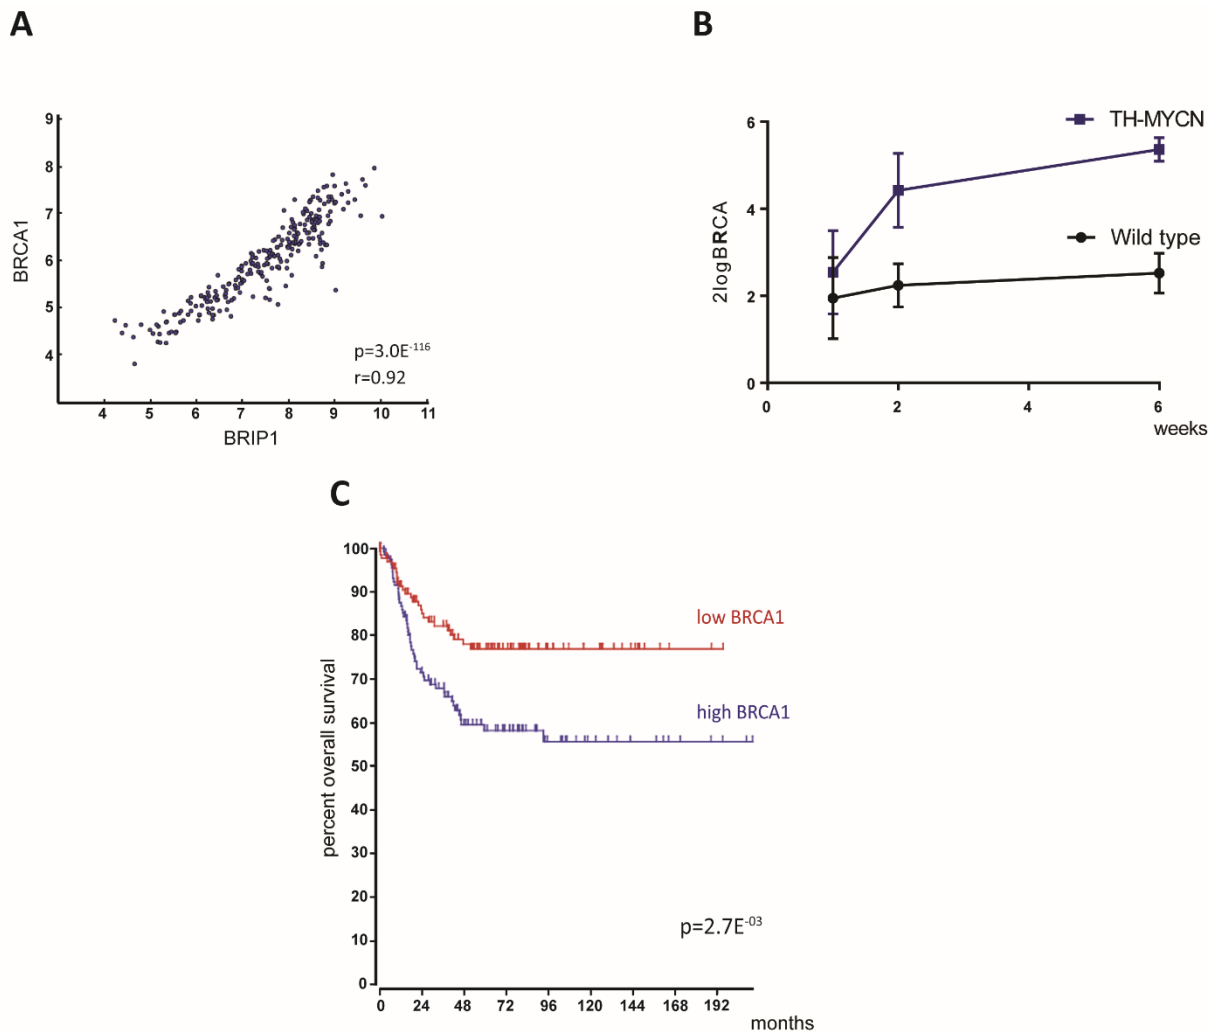 A
BRCA1
9
8
7
6
5
4
p=3.0E⁻¹¹⁶
r=0.92
4 5 6 7 8 9 10 11
BRIP1
B
2logBRCA
6
4
2
0
TH-MYCN
Wild type
0 2 4 6
weeks
C
percent overall survival
100
90
80
70
60
50
40
30
20
10
0
low BRCA1
high BRCA1
p=2.7E⁻⁰³
0 24 48 72 96 120 144 168 192
months